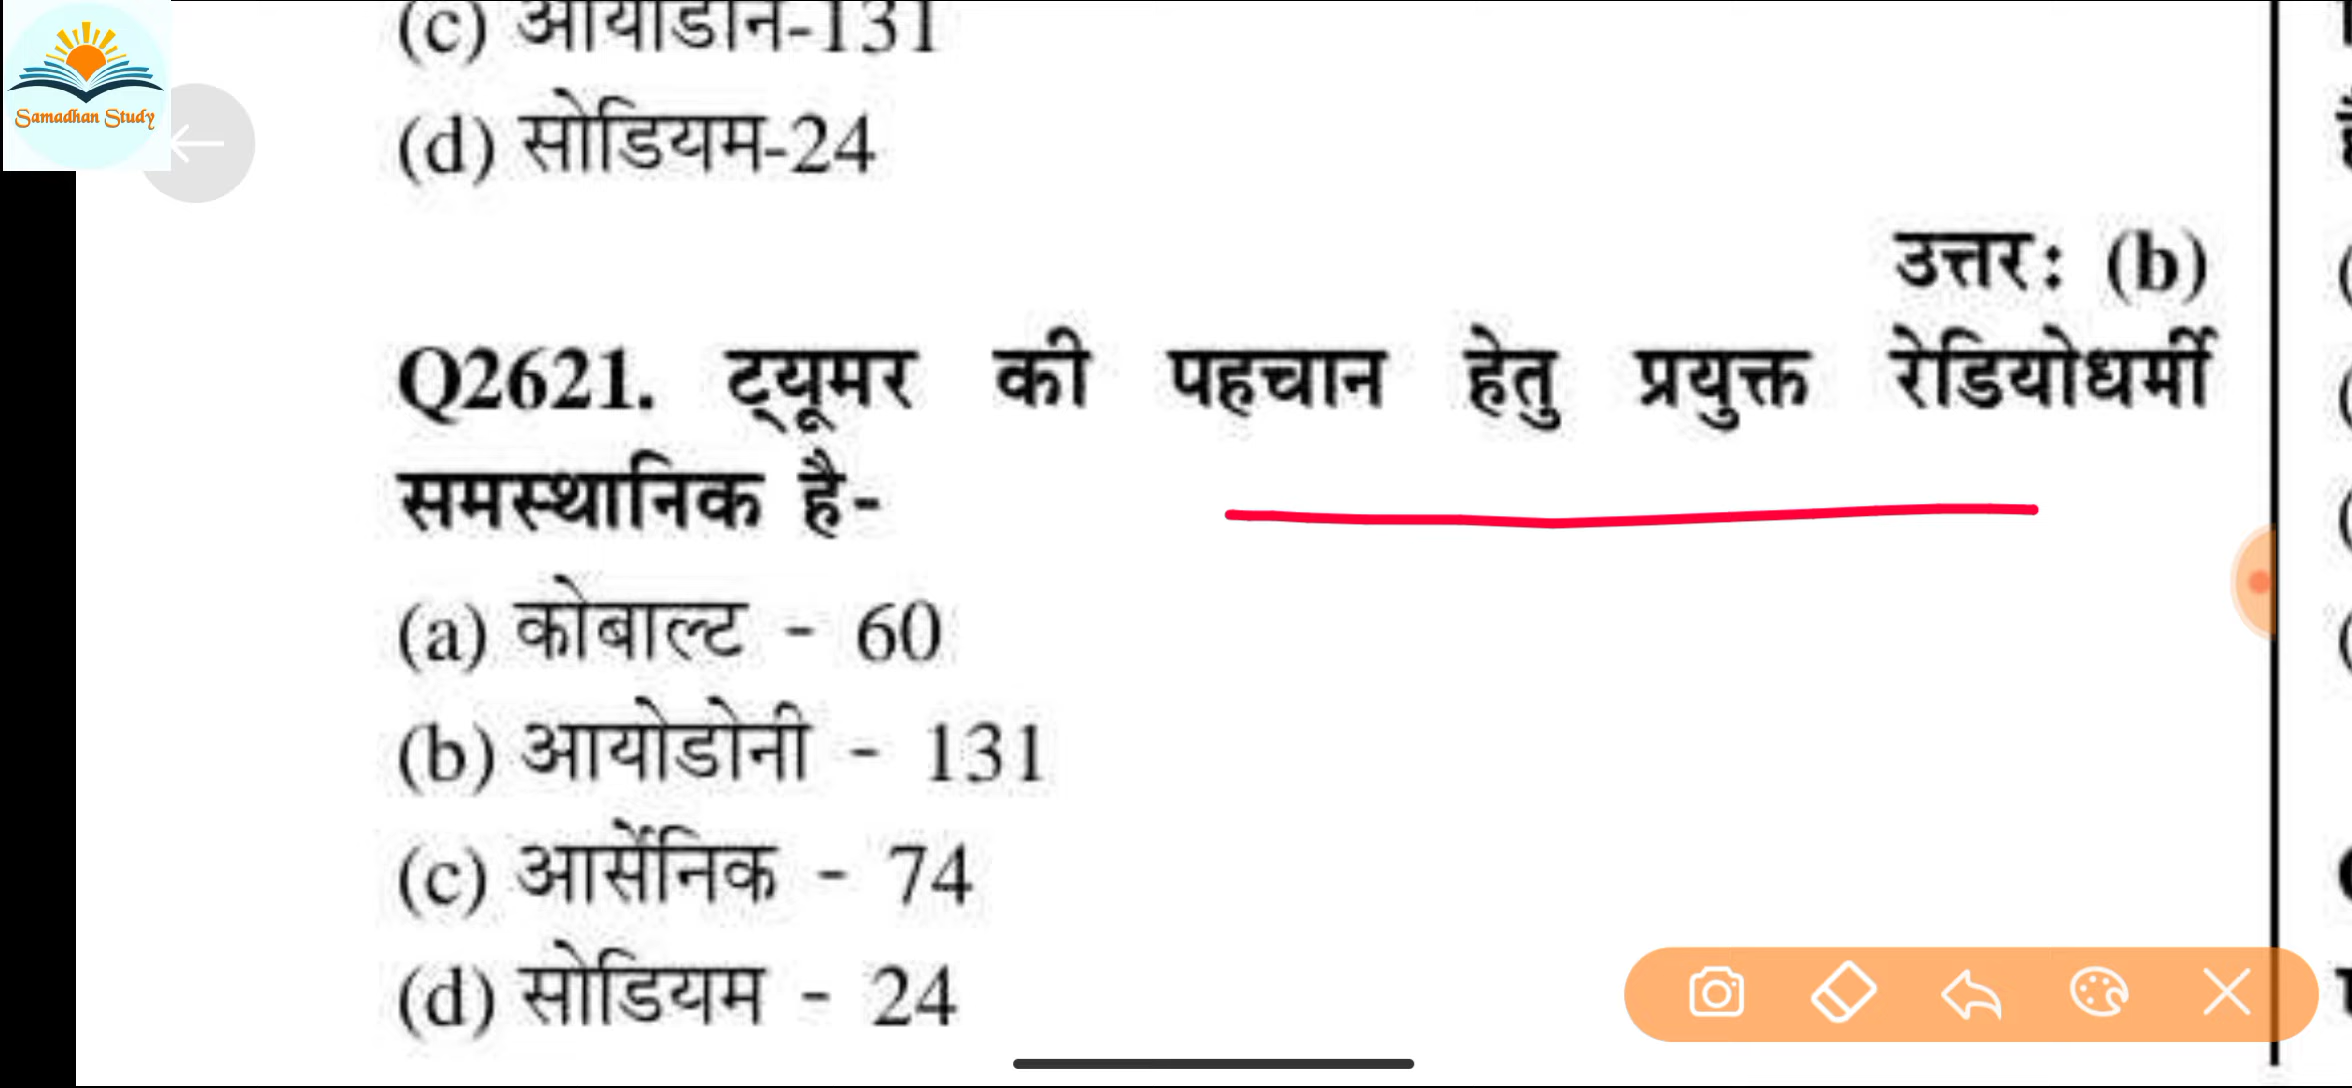 Samadhan Study
(c) आयोडीन-131
(d) सोडियम-24
उत्तर: (b)
Q2621. ट्यूमर की पहचान हेतु प्रयुक्त रेडियोधर्मी
समस्थानिक है-
(a) कोबाल्ट - 60
(b) आयोडोनी - 131
(c) आर्सेनिक - 74
(d) सोडियम - 24